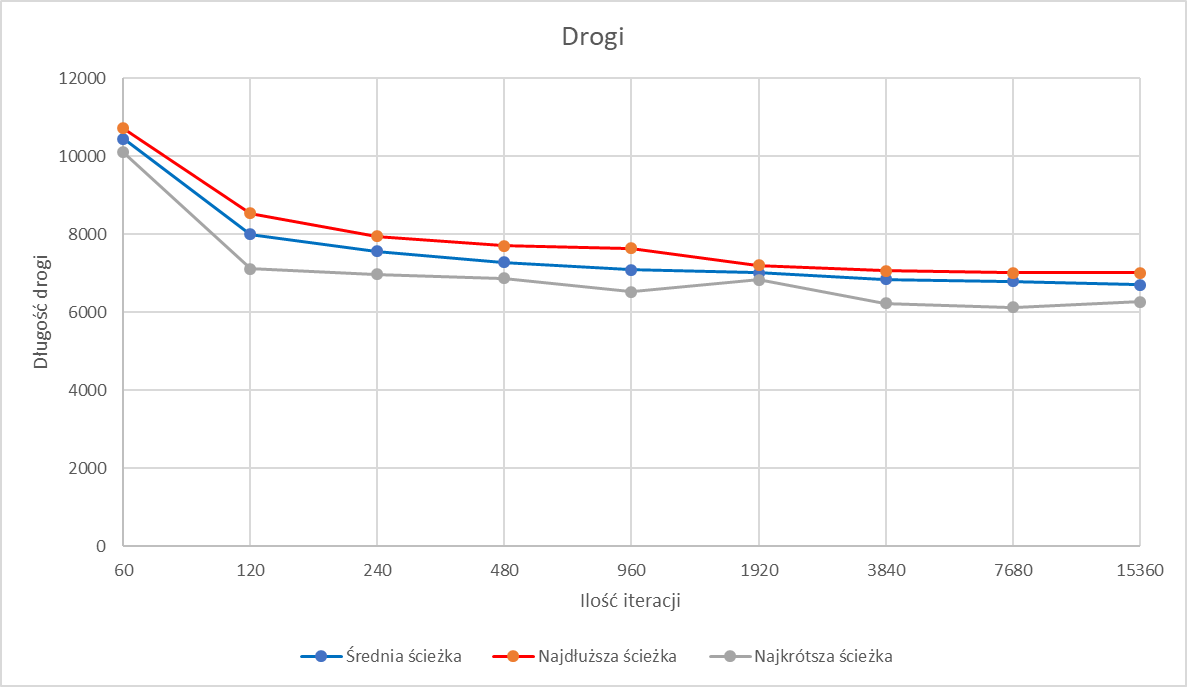 Drogi
12000
10000
8000
6000
4000
2000
0
Długość drogi
60 120 240 480 960 1920 3840 7680 15360
Ilość iteracji
Średnia ścieżka Najdłuższa ścieżka Najkrótsza ścieżka